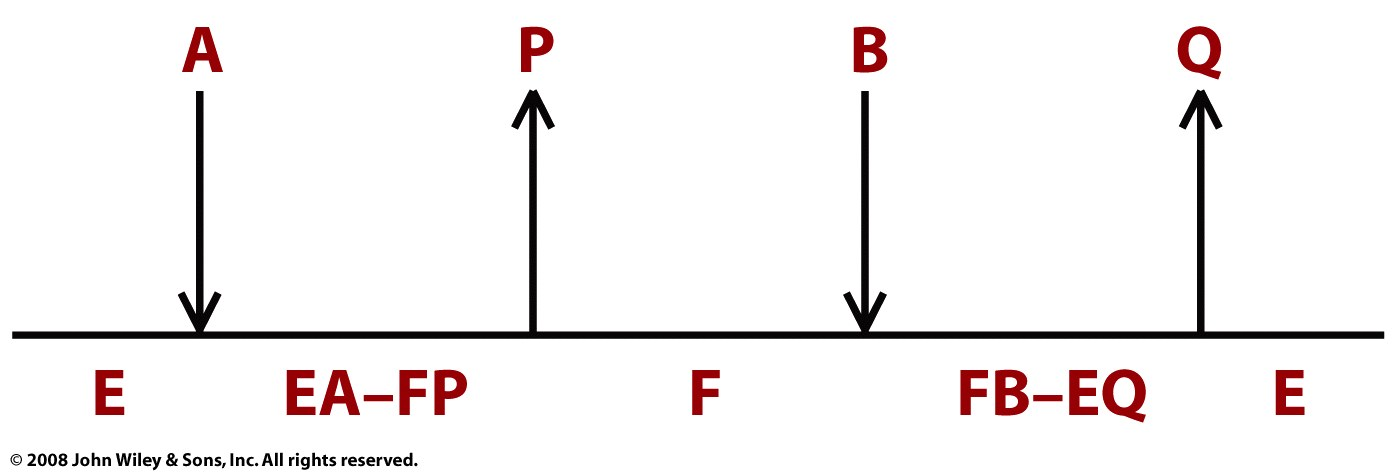 A P B Q
E EA–FP F FB–EQ E
© 2008 John Wiley & Sons, Inc. All rights reserved.